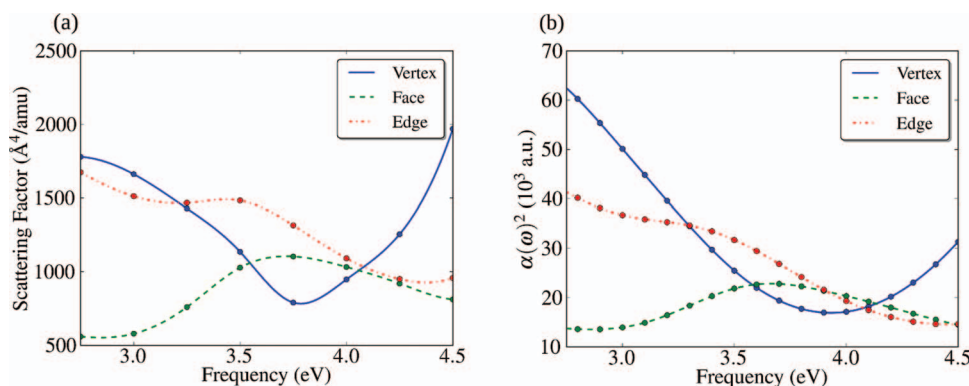 (a)
2500
2000
1500
1000
500
Scattering Factor (Å⁴/amu)
3.0 3.5 4.0 4.5
Frequency (eV)
Vertex
Face
Edge
(b)
70
60
50
40
30
20
10
α(ω)² (10³ a.u.)
3.0 3.5 4.0 4.5
Frequency (eV)
Vertex
Face
Edge